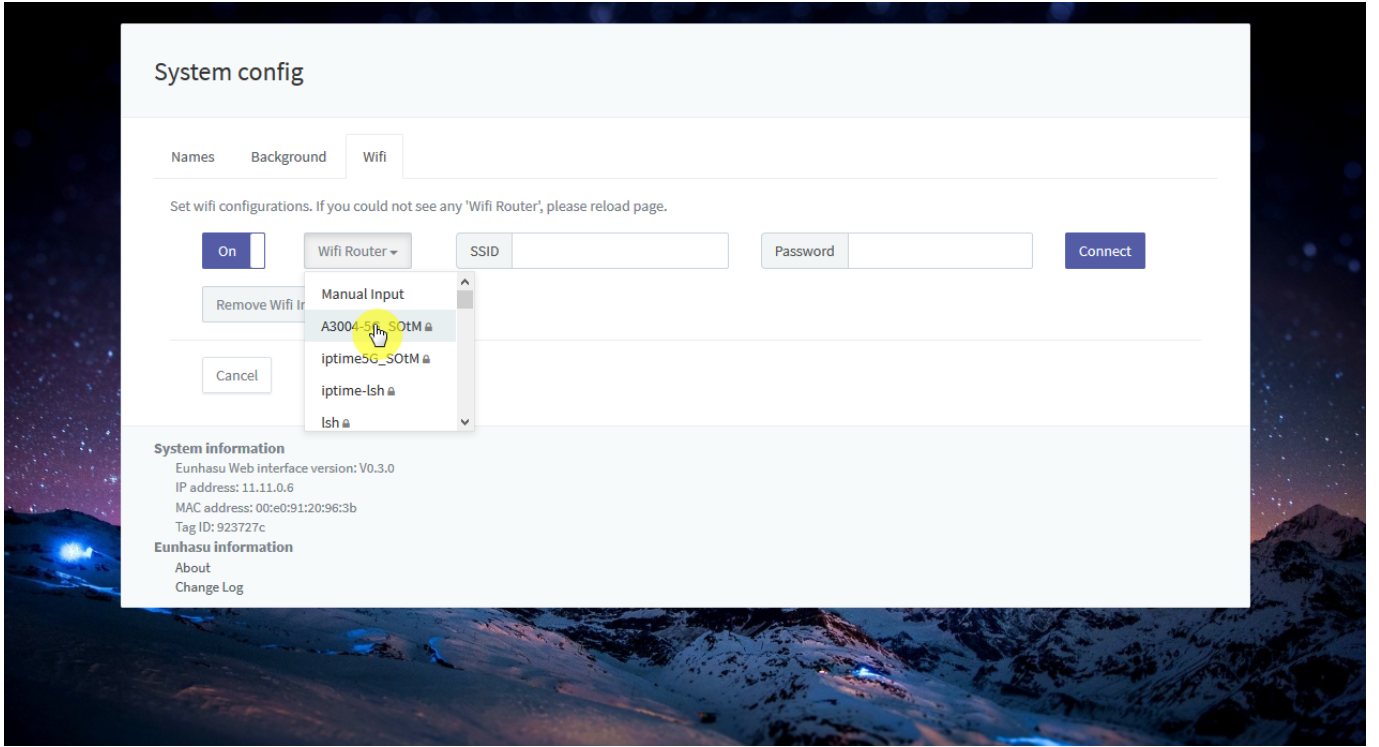 System config
Names Background Wifi
Set wifi configurations. If you could not see any 'Wifi Router', please reload page.
On Wifi Router SSID Password Connect
Remove Wifi
Manual Input
A3004-5G_SOtM
iptime5G_SOtM
iptime-lsh
lsh
Cancel
System information
Eunhasu Web interface version: V0.3.0
IP address: 11.11.0.6
MAC address: 00:e0:91:20:96:3b
Tag ID: 923727c
Eunhasu information
About
Change Log